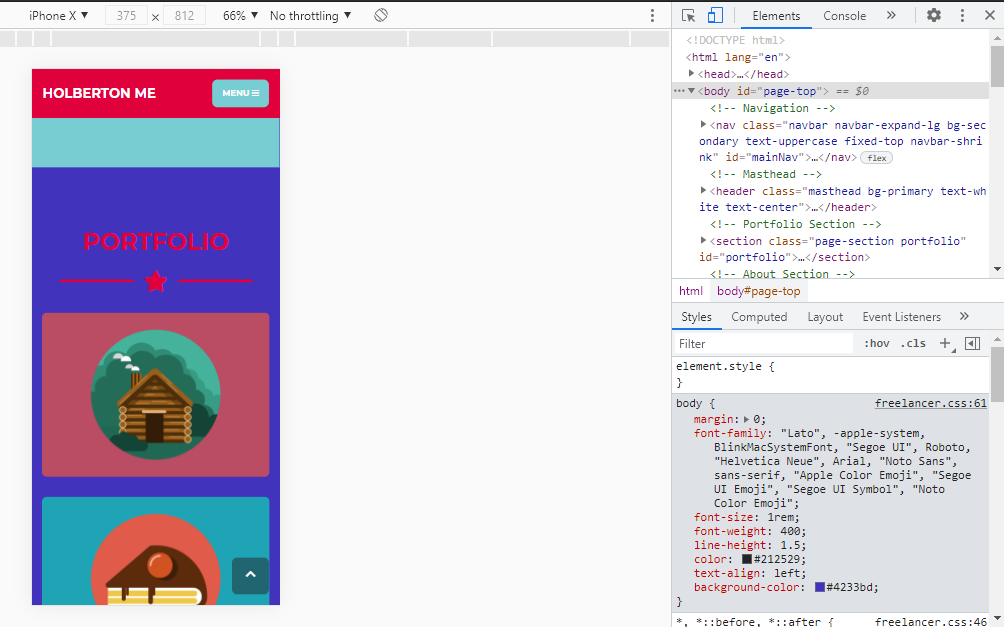 iPhone X ▼ 375 x 812 66% ▼ No throttling ▼
Elements Console »
HOLBERTON ME
MENU ☰
PORTFOLIO
<!DOCTYPE html>
<html lang="en">
▶<head>…</head>
…▼<body id="page-top"> == $0
<!-- Navigation -->
▶<nav class="navbar navbar-expand-lg bg-sec
ondary text-uppercase fixed-top navbar-shri
nk" id="mainNav">…</nav> flex
<!-- Masthead -->
▶<header class="masthead bg-primary text-wh
ite text-center">…</header>
<!-- Portfolio Section -->
▶<section class="page-section portfolio"
id="portfolio">…</section>
<!-- About Section -->
html body#page-top
Styles Computed Layout Event Listeners »
Filter :hov .cls +
element.style {
}
body { freelancer.css:61
margin:▶ 0;
font-family: "Lato", -apple-system,
BlinkMacSystemFont, "Segoe UI", Roboto,
"Helvetica Neue", Arial, "Noto Sans",
sans-serif, "Apple Color Emoji", "Segoe
UI Emoji", "Segoe UI Symbol", "Noto
Color Emoji";
font-size: 1rem;
font-weight: 400;
line-height: 1.5;
color: #212529;
text-align: left;
background-color: #4233bd;
}
*, *::before, *::after { freelancer.css:46